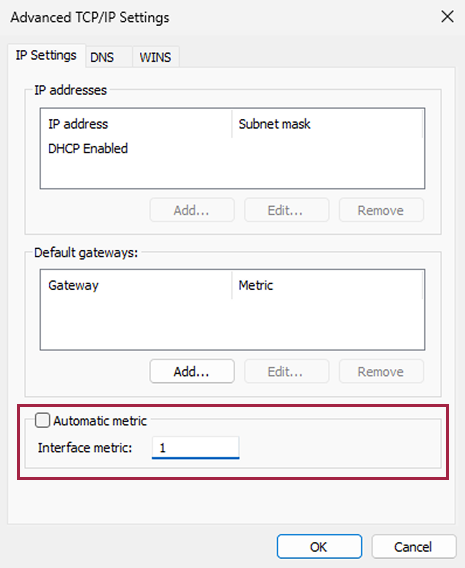 Advanced TCP/IP Settings
IP Settings DNS WINS
IP addresses
IP address Subnet mask
DHCP Enabled
Add... Edit... Remove
Default gateways:
Gateway Metric
Add... Edit... Remove
Automatic metric
Interface metric: 1
OK Cancel